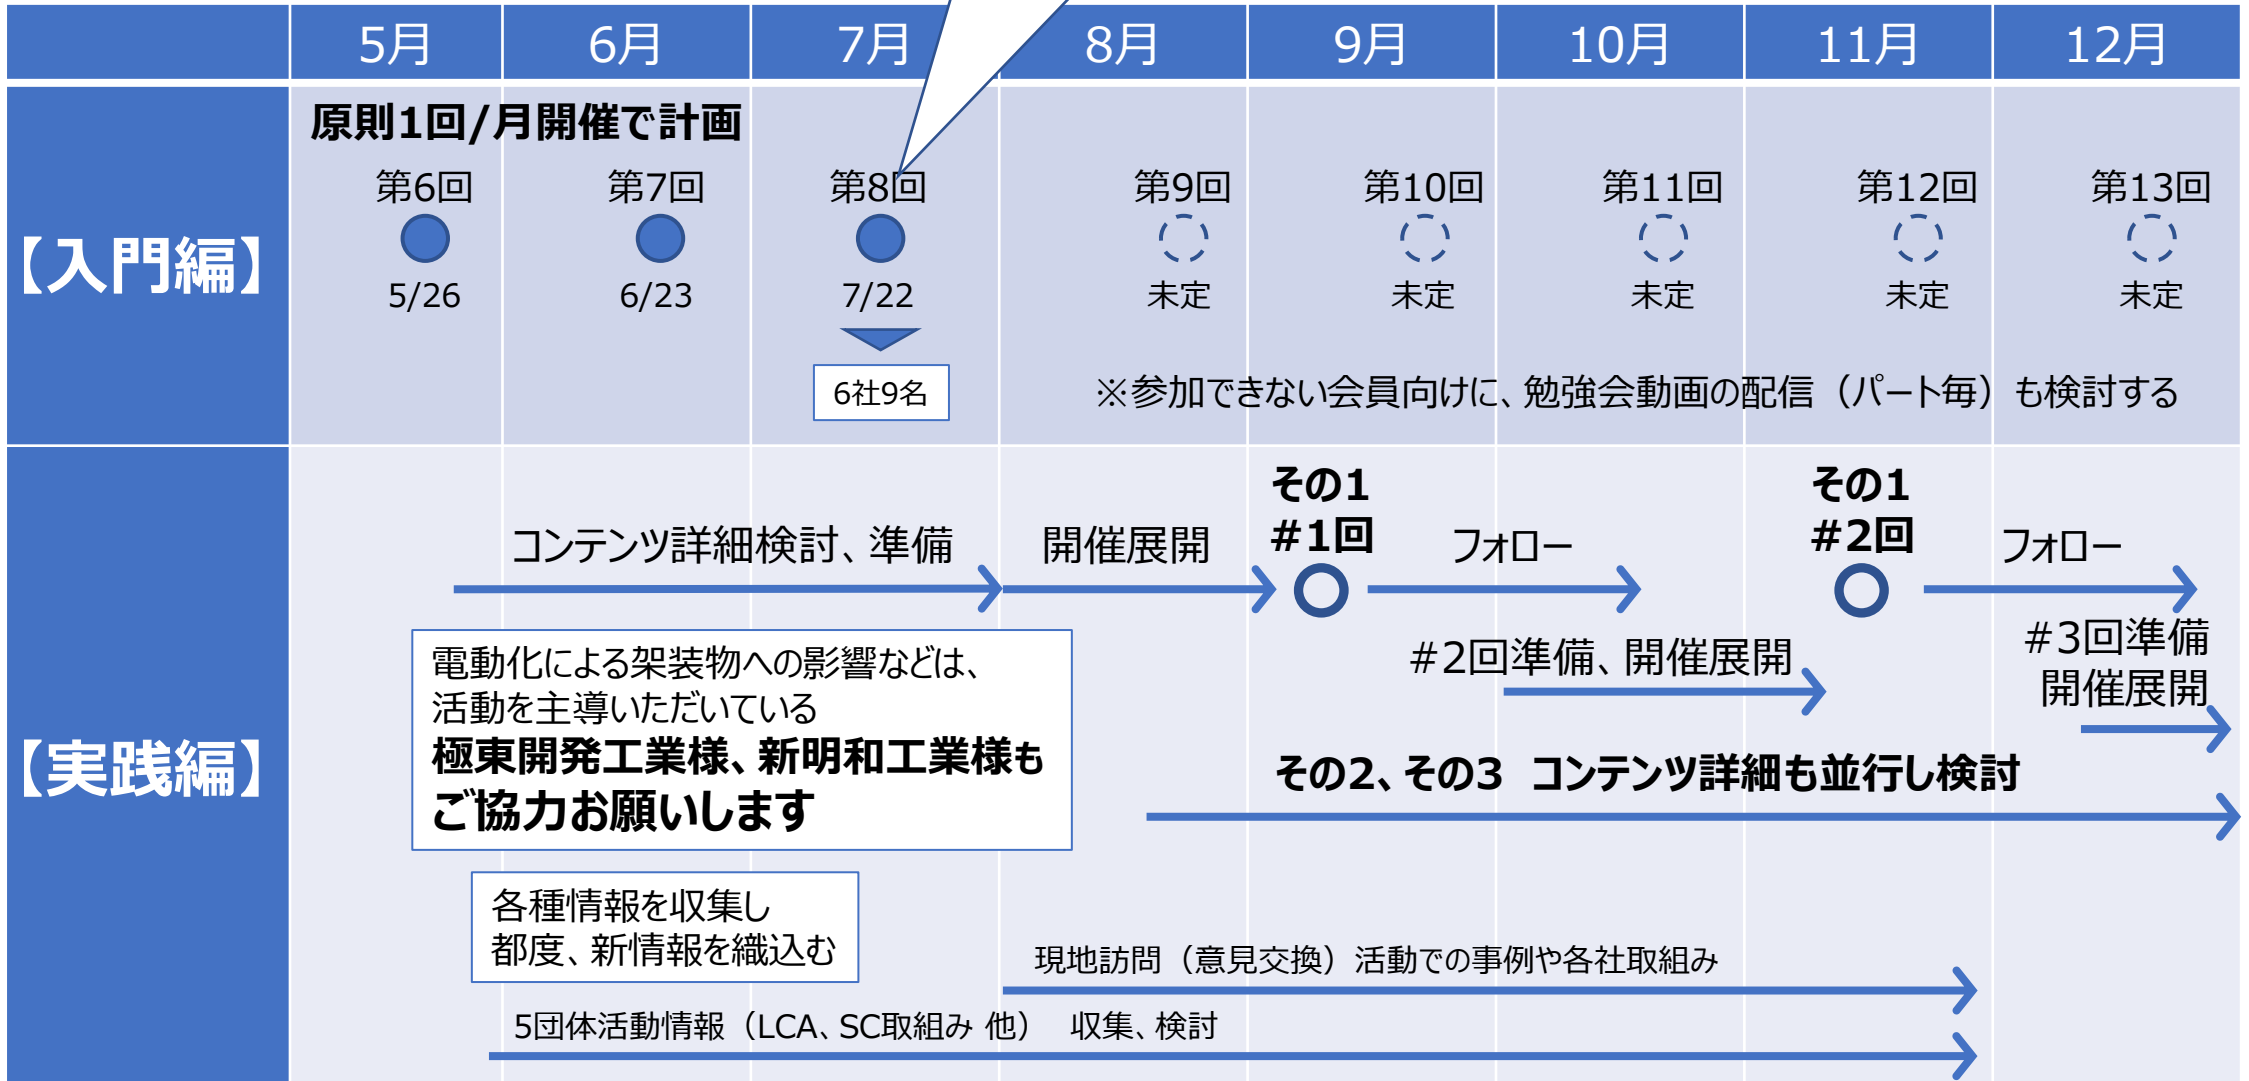 5月 6月 7月 8月 9月 10月 11月 12月
【入門編】
原則1回/月開催で計画
第6回 第7回 第8回 第9回 第10回 第11回 第12回 第13回
5/26 6/23 7/22 未定 未定 未定 未定 未定
6社9名
※参加できない会員向けに、勉強会動画の配信（パート毎）も検討する
【実践編】
その1
#1回
その1
#2回
コンテンツ詳細検討、準備
開催展開
フォロー
フォロー
#2回準備、開催展開
#3回準備
開催展開
電動化による架装物への影響などは、
活動を主導いただいている
極東開発工業様、新明和工業様も
ご協力お願いします
その2、その3 コンテンツ詳細も並行し検討
各種情報を収集し
都度、新情報を織込む
現地訪問（意見交換）活動での事例や各社取組み
5団体活動情報（LCA、SC取組み 他） 収集、検討